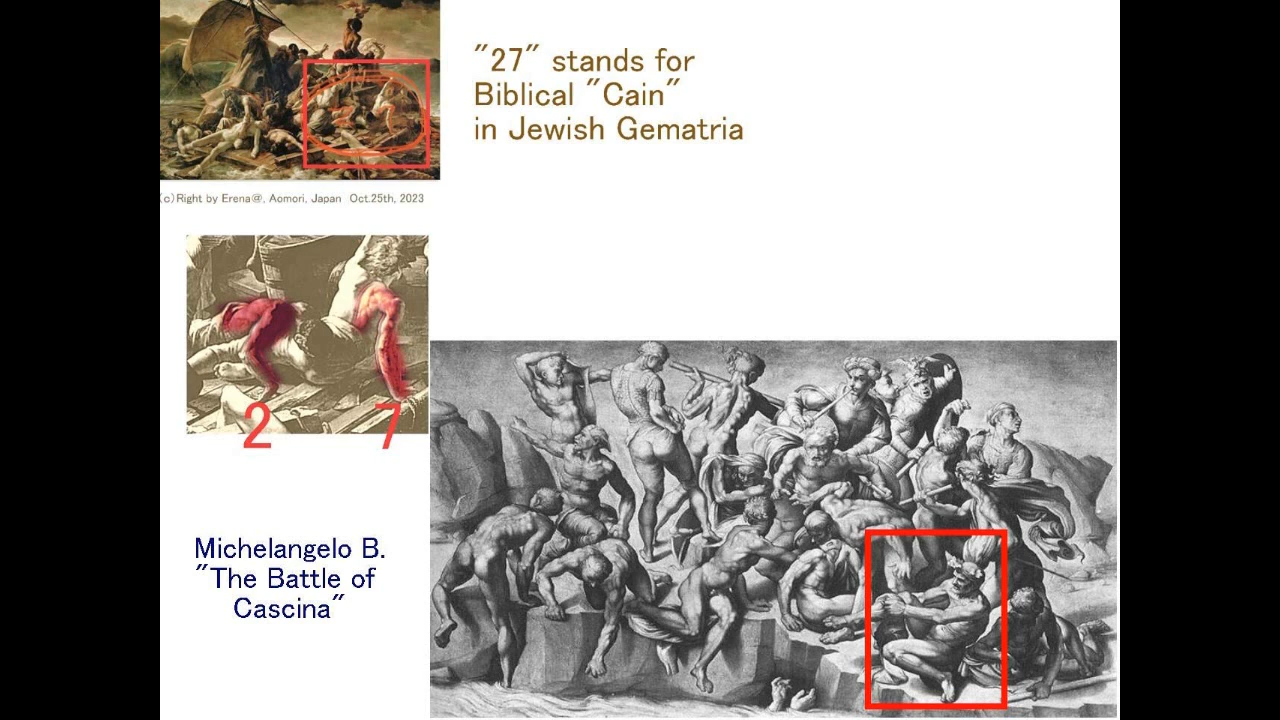 "27" stands for
Biblical "Cain"
in Jewish Gematria
(c)Right by Erena@, Aomori, Japan Oct.25th, 2023
2 7
Michelangelo B.
"The Battle of
Cascina"